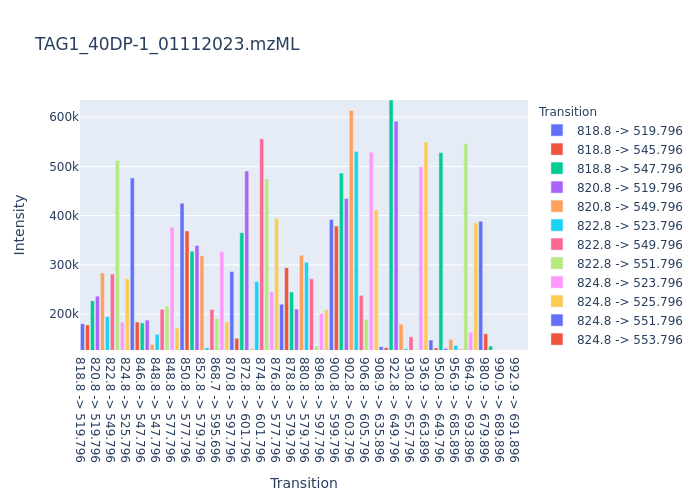 TAG1_40DP-1_01112023.mzML
Intensity
600k
500k
400k
300k
200k
818.8 -> 519.796
820.8 -> 519.796
822.8 -> 549.796
824.8 -> 525.796
846.8 -> 547.796
848.8 -> 547.796
848.8 -> 577.796
850.8 -> 577.796
852.8 -> 579.796
868.7 -> 595.696
870.8 -> 597.796
872.8 -> 601.796
874.8 -> 601.796
876.8 -> 577.796
878.8 -> 579.796
880.8 -> 579.796
896.8 -> 597.796
900.8 -> 599.796
902.8 -> 603.796
906.8 -> 605.796
908.9 -> 635.896
922.8 -> 649.796
930.8 -> 657.796
936.9 -> 663.896
950.8 -> 649.796
956.9 -> 685.896
964.9 -> 693.896
980.9 -> 679.896
990.9 -> 689.896
992.9 -> 691.896
Transition
Transition
818.8 -> 519.796
818.8 -> 545.796
818.8 -> 547.796
820.8 -> 519.796
820.8 -> 549.796
822.8 -> 523.796
822.8 -> 549.796
822.8 -> 551.796
824.8 -> 523.796
824.8 -> 525.796
824.8 -> 551.796
824.8 -> 553.796